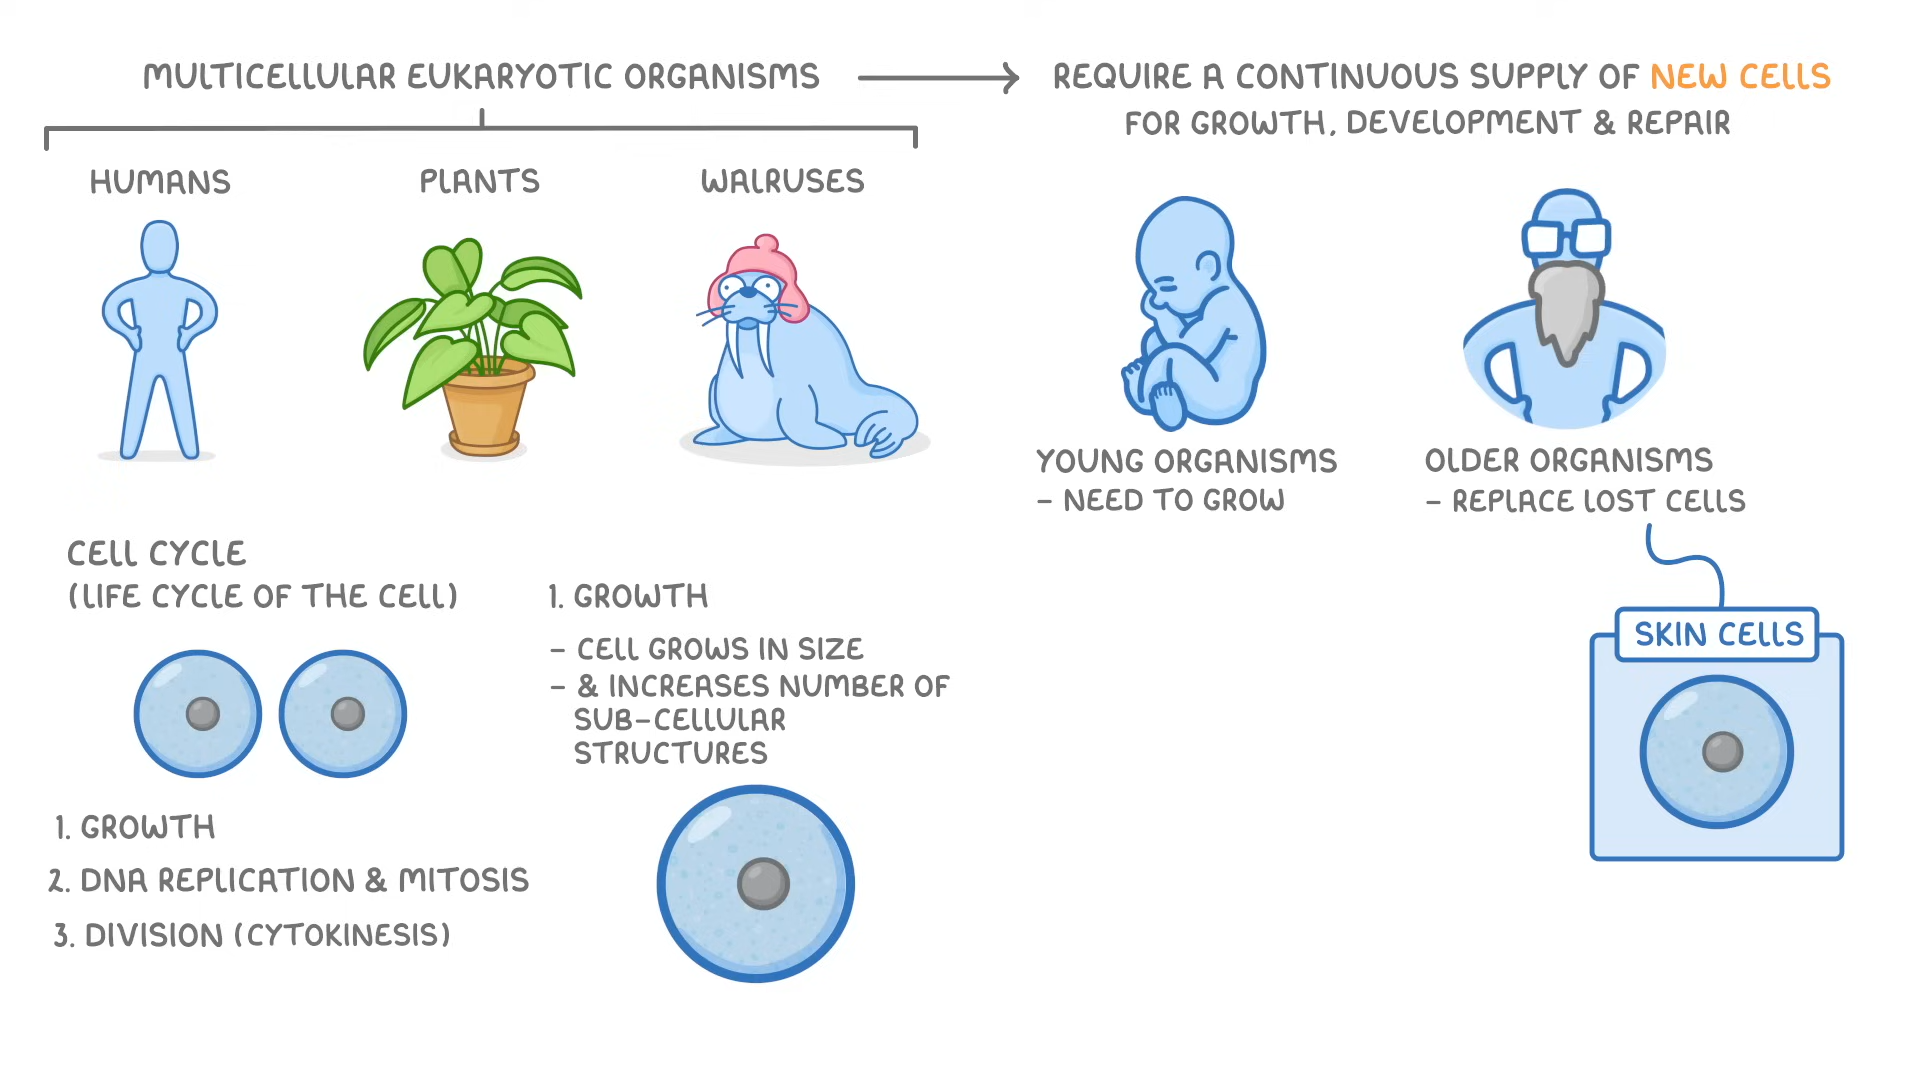 MULTICELLULAR EUKARYOTIC ORGANISMS
REQUIRE A CONTINUOUS SUPPLY OF NEW CELLS
FOR GROWTH, DEVELOPMENT & REPAIR
HUMANS
PLANTS
WALRUSES
YOUNG ORGANISMS
- NEED TO GROW
OLDER ORGANISMS
- REPLACE LOST CELLS
SKIN CELLS
CELL CYCLE
(LIFE CYCLE OF THE CELL)
1. GROWTH
2. DNA REPLICATION & MITOSIS
3. DIVISION (CYTOKINESIS)
1. GROWTH
- CELL GROWS IN SIZE
- & INCREASES NUMBER OF
SUB-CELLULAR
STRUCTURES